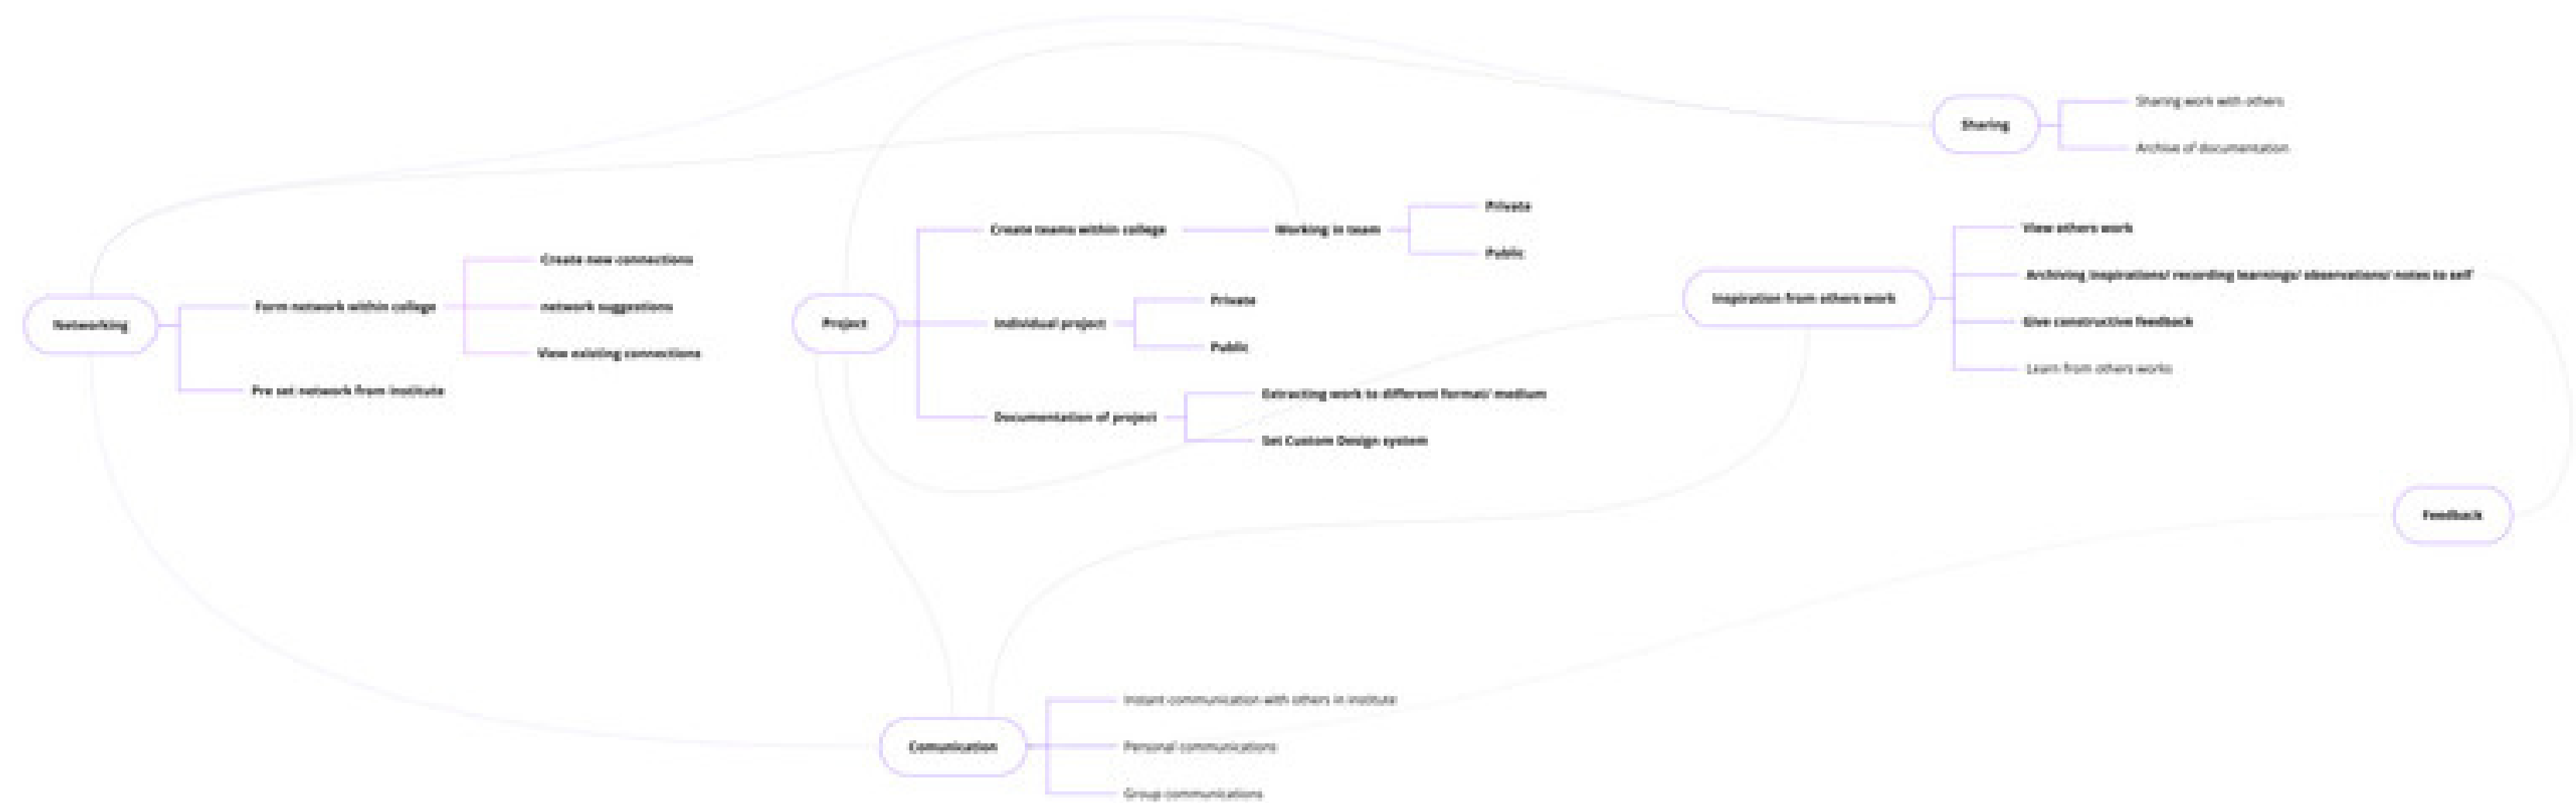 Sharing
Sharing work with others
Archive of documentation
Networking
Form network within college
Create new connections
network suggestions
View existing connections
Pre set network from institute
Project
Create teams within college
Working in team
Private
Public
Individual project
Private
Public
Documentation of project
Extracting work to different format/ medium
Set Custom Design system
Inspiration from others work
View others work
Archiving inspirations/ recording learnings/ observations/ notes to self
Give constructive feedback
Learn from others works
Feedback
Comunication
Instant communication with others in institute
Personal communications
Group communications